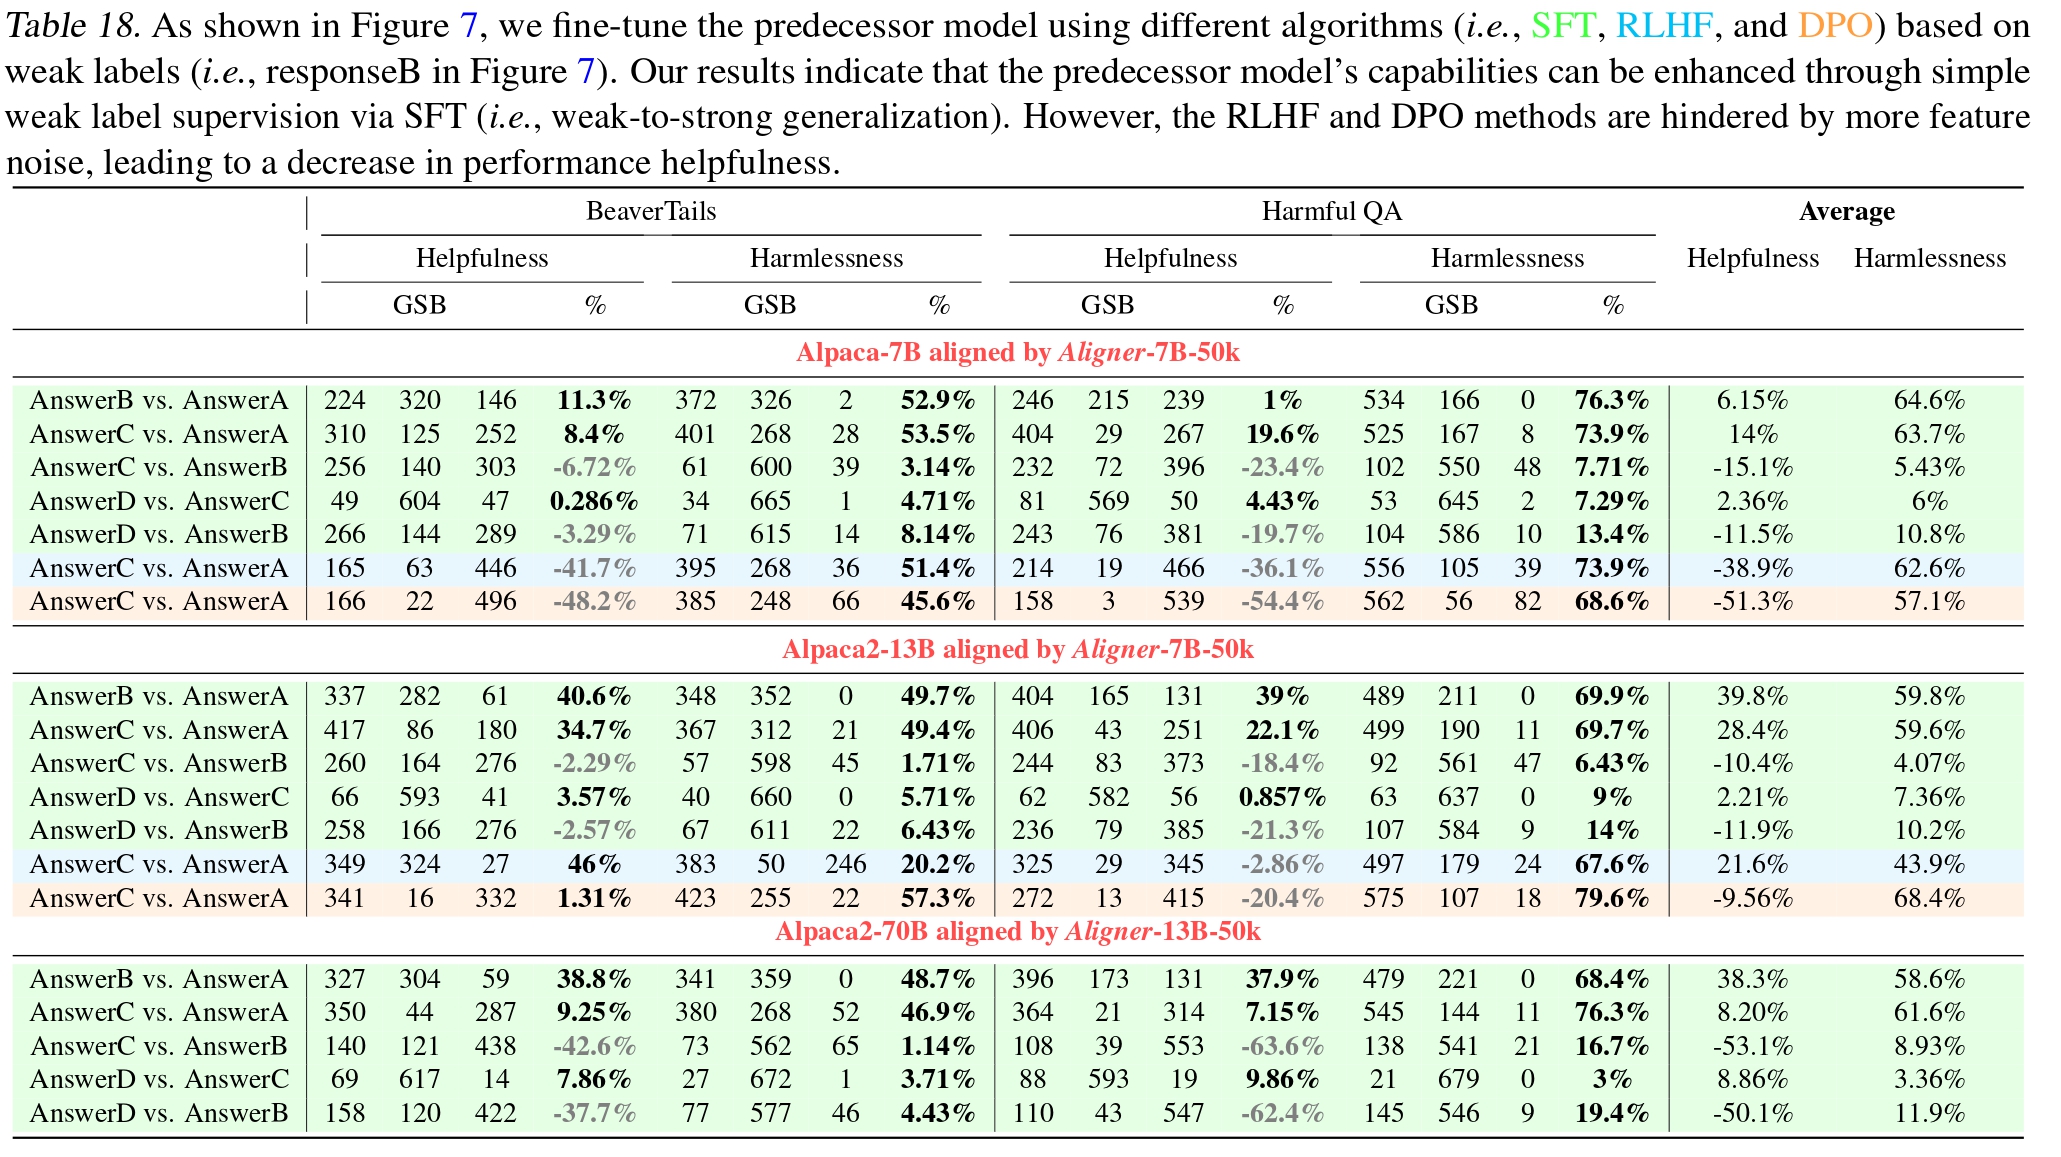 Table 18. As shown in Figure 7, we fine-tune the predecessor model using different algorithms (i.e., SFT, RLHF, and DPO) based on
weak labels (i.e., responseB in Figure 7). Our results indicate that the predecessor model's capabilities can be enhanced through simple
weak label supervision via SFT (i.e., weak-to-strong generalization). However, the RLHF and DPO methods are hindered by more feature
noise, leading to a decrease in performance helpfulness.
BeaverTails Harmful QA Average
Helpfulness Harmlessness Helpfulness Harmlessness Helpfulness Harmlessness
GSB % GSB % GSB % GSB %
Alpaca-7B aligned by Aligner-7B-50k
AnswerB vs. AnswerA 224 320 146 11.3% 372 326 2 52.9% 246 215 239 1% 534 166 0 76.3% 6.15% 64.6%
AnswerC vs. AnswerA 310 125 252 8.4% 401 268 28 53.5% 404 29 267 19.6% 525 167 8 73.9% 14% 63.7%
AnswerC vs. AnswerB 256 140 303 -6.72% 61 600 39 3.14% 232 72 396 -23.4% 102 550 48 7.71% -15.1% 5.43%
AnswerD vs. AnswerC 49 604 47 0.286% 34 665 1 4.71% 81 569 50 4.43% 53 645 2 7.29% 2.36% 6%
AnswerD vs. AnswerB 266 144 289 -3.29% 71 615 14 8.14% 243 76 381 -19.7% 104 586 10 13.4% -11.5% 10.8%
AnswerC vs. AnswerA 165 63 446 -41.7% 395 268 36 51.4% 214 19 466 -36.1% 556 105 39 73.9% -38.9% 62.6%
AnswerC vs. AnswerA 166 22 496 -48.2% 385 248 66 45.6% 158 3 539 -54.4% 562 56 82 68.6% -51.3% 57.1%
Alpaca2-13B aligned by Aligner-7B-50k
AnswerB vs. AnswerA 337 282 61 40.6% 348 352 0 49.7% 404 165 131 39% 489 211 0 69.9% 39.8% 59.8%
AnswerC vs. AnswerA 417 86 180 34.7% 367 312 21 49.4% 406 43 251 22.1% 499 190 11 69.7% 28.4% 59.6%
AnswerC vs. AnswerB 260 164 276 -2.29% 57 598 45 1.71% 244 83 373 -18.4% 92 561 47 6.43% -10.4% 4.07%
AnswerD vs. AnswerC 66 593 41 3.57% 40 660 0 5.71% 62 582 56 0.857% 63 637 0 9% 2.21% 7.36%
AnswerD vs. AnswerB 258 166 276 -2.57% 67 611 22 6.43% 236 79 385 -21.3% 107 584 9 14% -11.9% 10.2%
AnswerC vs. AnswerA 349 324 27 46% 383 50 246 20.2% 325 29 345 -2.86% 497 179 24 67.6% 21.6% 43.9%
AnswerC vs. AnswerA 341 16 332 1.31% 423 255 22 57.3% 272 13 415 -20.4% 575 107 18 79.6% -9.56% 68.4%
Alpaca2-70B aligned by Aligner-13B-50k
AnswerB vs. AnswerA 327 304 59 38.8% 341 359 0 48.7% 396 173 131 37.9% 479 221 0 68.4% 38.3% 58.6%
AnswerC vs. AnswerA 350 44 287 9.25% 380 268 52 46.9% 364 21 314 7.15% 545 144 11 76.3% 8.20% 61.6%
AnswerC vs. AnswerB 140 121 438 -42.6% 73 562 65 1.14% 108 39 553 -63.6% 138 541 21 16.7% -53.1% 8.93%
AnswerD vs. AnswerC 69 617 14 7.86% 27 672 1 3.71% 88 593 19 9.86% 21 679 0 3% 8.86% 3.36%
AnswerD vs. AnswerB 158 120 422 -37.7% 77 577 46 4.43% 110 43 547 -62.4% 145 546 9 19.4% -50.1% 11.9%